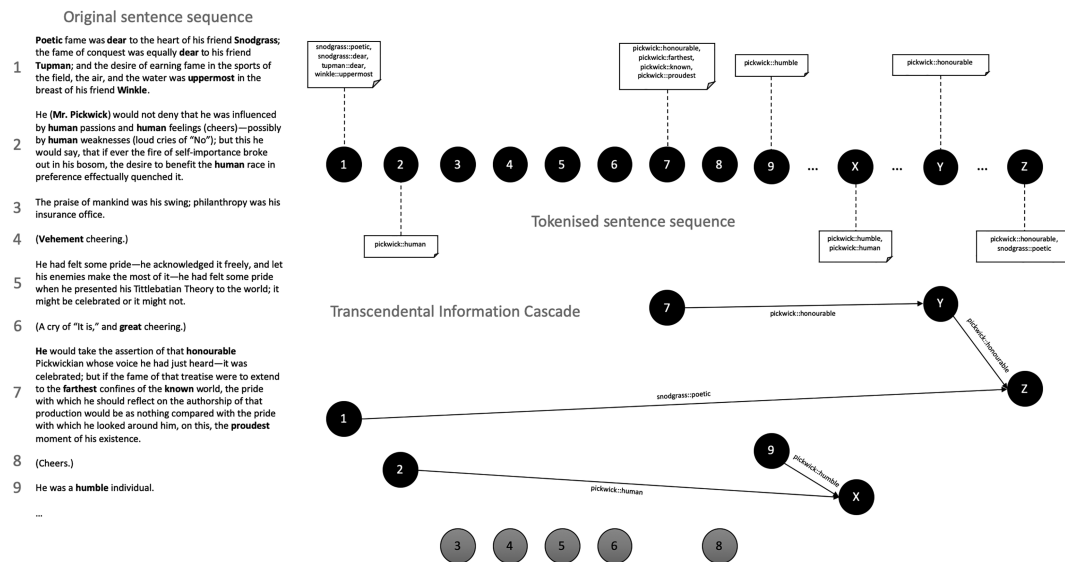 Original sentence sequence
1
Poetic fame was dear to the heart of his friend Snodgrass;
the fame of conquest was equally dear to his friend
Tupman; and the desire of earning fame in the sports of
the field, the air, and the water was uppermost in the
breast of his friend Winkle.
2
He (Mr. Pickwick) would not deny that he was influenced
by human passions and human feelings (cheers)—possibly
by human weaknesses (loud cries of “No”); but this he
would say, that if ever the fire of self-importance broke
out in his bosom, the desire to benefit the human race in
preference effectually quenched it.
3
The praise of mankind was his swing; philanthropy was his
insurance office.
4
(Vehement cheering.)
5
He had felt some pride—he acknowledged it freely, and let
his enemies make the most of it—he had felt some pride
when he presented his Tittlebatian Theory to the world; it
might be celebrated or it might not.
6
(A cry of “It is,” and great cheering.)
7
He would take the assertion of that honourable
Pickwickian whose voice he had just heard—it was
celebrated; but if the fame of that treatise were to extend
to the farthest confines of the known world, the pride
with which he should reflect on the authorship of that
production would be as nothing compared with the pride
with which he looked around him, on this, the proudest
moment of his existence.
8
(Cheers.)
9
He was a humble individual.
...
snodgrass::poetic,
snodgrass::dear,
tupman::dear,
winkle::uppermost
pickwick::honourable,
pickwick::farthest,
pickwick::known,
pickwick::proudest
pickwick::humble
pickwick::honourable
1 2 3 4 5 6 7 8 9 ... X ... Y ... Z
Tokenised sentence sequence
pickwick::human
pickwick::humble,
pickwick::human
pickwick::honourable,
snodgrass::poetic
Transcendental Information Cascade
7
pickwick::honourable
Y
pickwick::honourable
Z
snodgrass::poetic
1
9
pickwick::humble
2
pickwick::human
X
3 4 5 6 8